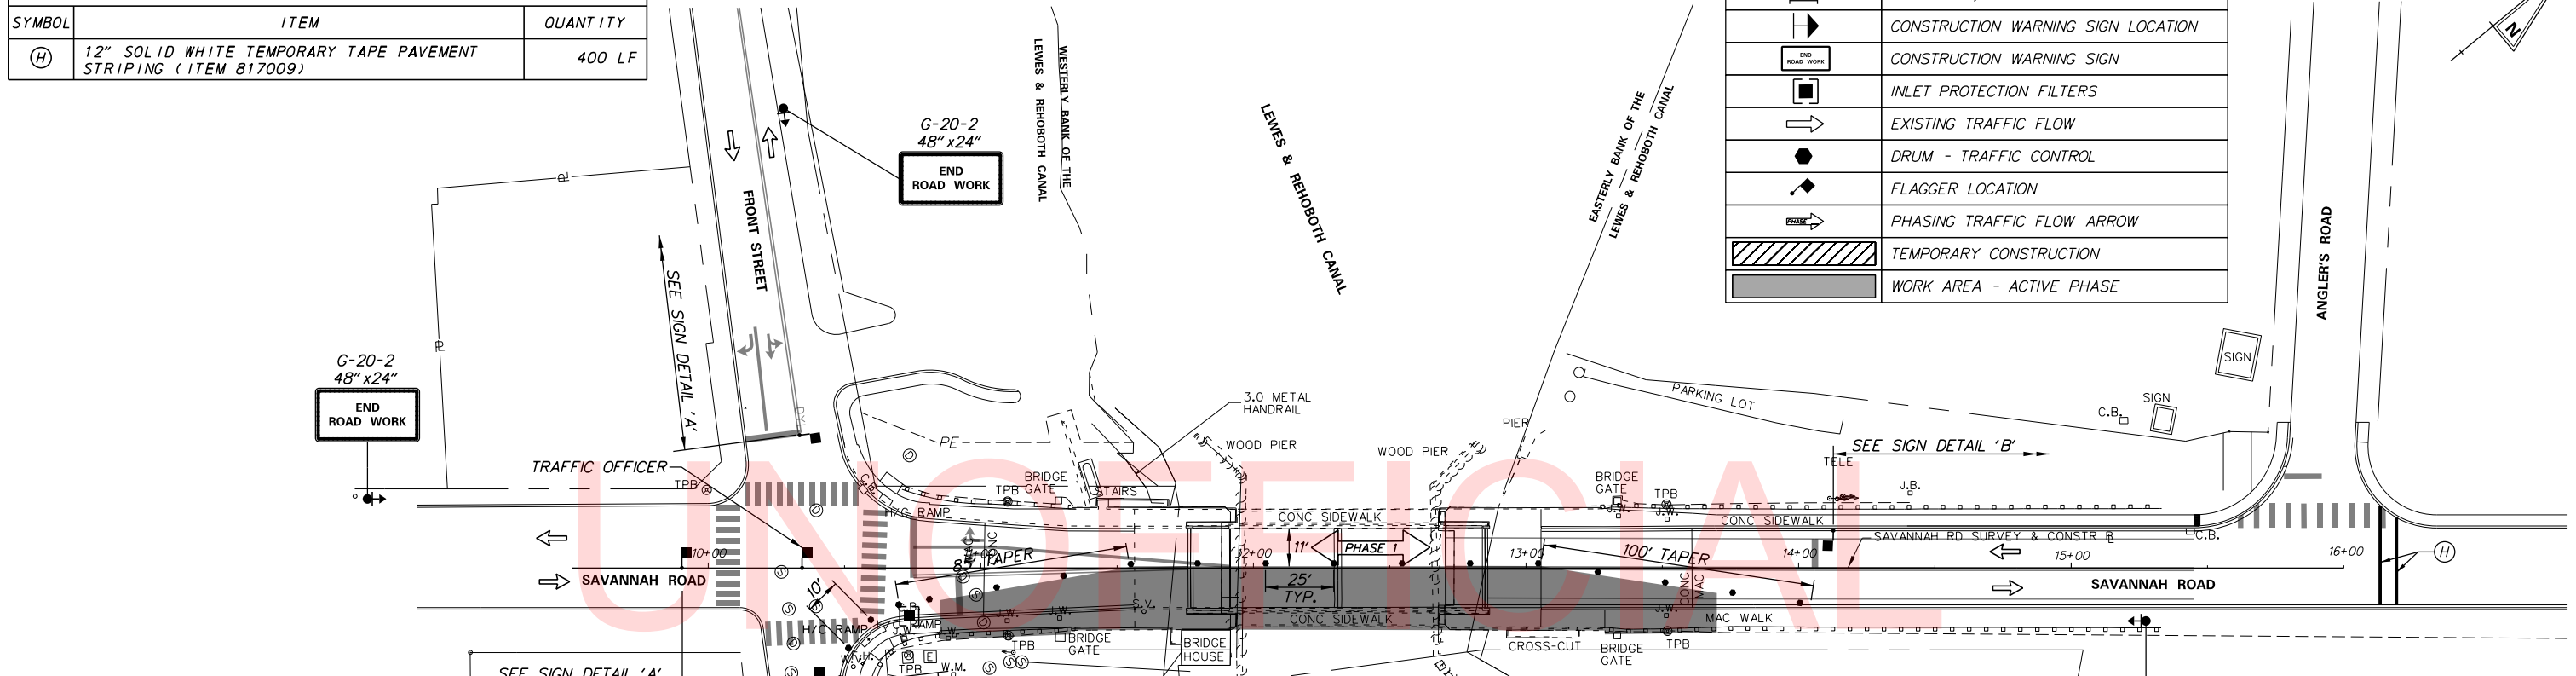 SYMBOL ITEM QUANTITY
H 12" SOLID WHITE TEMPORARY TAPE PAVEMENT
STRIPING (ITEM 817009) 400 LF
CONSTRUCTION WARNING SIGN LOCATION
END
ROAD WORK
CONSTRUCTION WARNING SIGN
INLET PROTECTION FILTERS
EXISTING TRAFFIC FLOW
DRUM - TRAFFIC CONTROL
FLAGGER LOCATION
PHASE
PHASING TRAFFIC FLOW ARROW
TEMPORARY CONSTRUCTION
WORK AREA - ACTIVE PHASE
N
G-20-2
48"x24"
END
ROAD WORK
FRONT STREET
SEE SIGN DETAIL 'A'
WESTERLY BANK OF THE
LEWES & REHOBOTH CANAL
LEWES & REHOBOTH CANAL
EASTERLY BANK OF THE
LEWES & REHOBOTH CANAL
ANGLER'S ROAD
G-20-2
48"x24"
END
ROAD WORK
SIGN
SIGN
C.B.
PARKING LOT
3.0 METAL
HANDRAIL
PE
WOOD PIER
WOOD PIER
PIER
SEE SIGN DETAIL 'B'
TELE
TRAFFIC OFFICER
TPB
C.B.
BRIDGE
GATE
TPB
STAIRS
BRIDGE
GATE
TPB
J.W.
J.W.
J.B.
H/C RAMP
CONC SIDEWALK
CONC SIDEWALK
SAVANNAH RD SURVEY & CONSTR B
C.B.
10+00
85' TAPER
12+00
11'
PHASE 1
13+00
100' TAPER
14+00
15+00
16+00
H
SAVANNAH ROAD
10'
25'
TYP.
CONC
MAC
SAVANNAH ROAD
J.W.
J.W.
S.V.
J.W.
H/C RAMP
J.W.
J.W.
CONC SIDEWALK
MAC WALK
W.V.
TPB
E
W.M.
TPB
BRIDGE
GATE
BRIDGE
HOUSE
CROSS-CUT
BRIDGE
GATE
TPB
SEE SIGN DETAIL 'A'
UNOFFICIAL